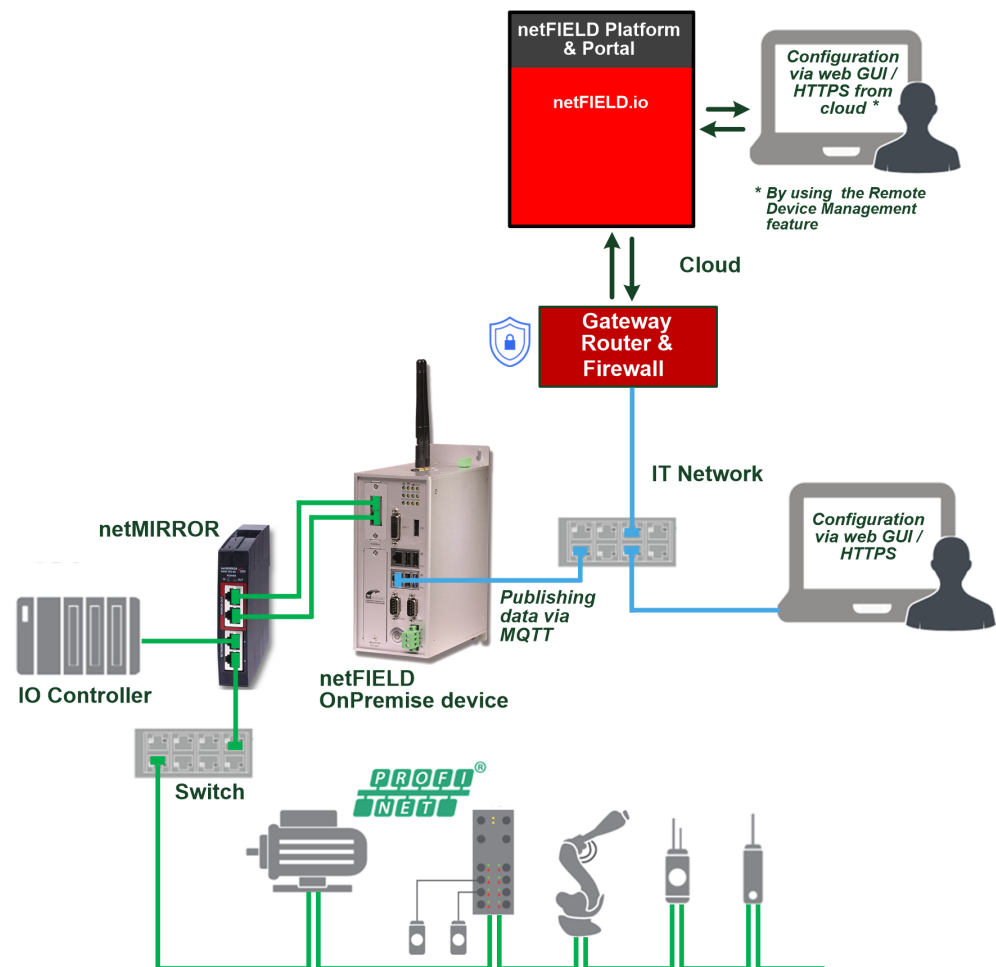 netFIELD Platform
& Portal
netFIELD.io
Configuration
via web GUI /
HTTPS from
cloud *
* By using the Remote
Device Management
feature
Cloud
Gateway
Router &
Firewall
IT Network
Configuration
via web GUI /
HTTPS
netMIRROR
Publishing
data via
MQTT
netFIELD
OnPremise device
IO Controller
Switch
PROFI
NET
®